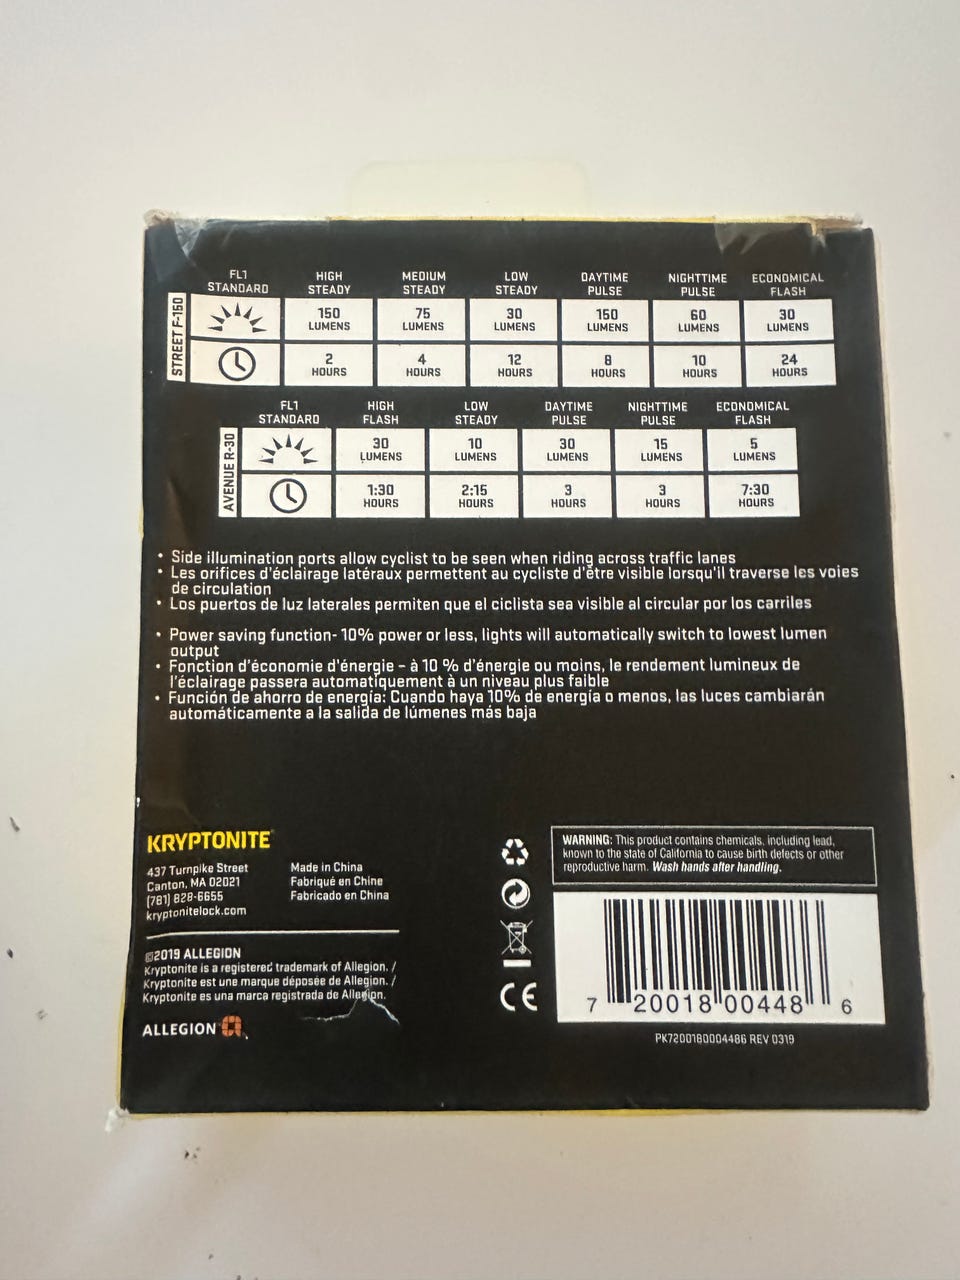 FL1 STANDARD HIGH STEADY MEDIUM STEADY LOW STEADY DAYTIME PULSE NIGHTTIME PULSE ECONOMICAL FLASH
STREET F-150
150 LUMENS 75 LUMENS 30 LUMENS 150 LUMENS 60 LUMENS 30 LUMENS
2 HOURS 4 HOURS 12 HOURS 8 HOURS 10 HOURS 24 HOURS
FL1 STANDARD HIGH FLASH LOW STEADY DAYTIME PULSE NIGHTTIME PULSE ECONOMICAL FLASH
AVENUE R-30
30 LUMENS 10 LUMENS 30 LUMENS 15 LUMENS 5 LUMENS
1:30 HOURS 2:15 HOURS 3 HOURS 3 HOURS 7:30 HOURS
• Side illumination ports allow cyclist to be seen when riding across traffic lanes
• Les orifices d'éclairage latéraux permettent au cycliste d'être visible lorsqu'il traverse les voies
de circulation
• Los puertos de luz laterales permiten que el ciclista sea visible al circular por los carriles
• Power saving function- 10% power or less, lights will automatically switch to lowest lumen
output
• Fonction d'économie d'énergie – à 10 % d'énergie ou moins, le rendement lumineux de
l'éclairage passera automatiquement à un niveau plus faible
• Función de ahorro de energía: Cuando haya 10% de energía o menos, las luces cambiarán
automáticamente a la salida de lúmenes más baja
KRYPTONITE
437 Turnpike Street
Canton, MA 02021
(781) 828-6655
kryptonitelock.com
Made in China
Fabriqué en Chine
Fabricado en China
©2019 ALLEGION
Kryptonite is a registered trademark of Allegion. /
Kryptonite est une marque déposée de Allegion. /
Kryptonite es una marca registrada de Allegion.
ALLEGION
CE
WARNING: This product contains chemicals, including lead,
known to the state of California to cause birth defects or other
reproductive harm. Wash hands after handling.
7 20018 00448 6
PK7200180004486 REV 0319